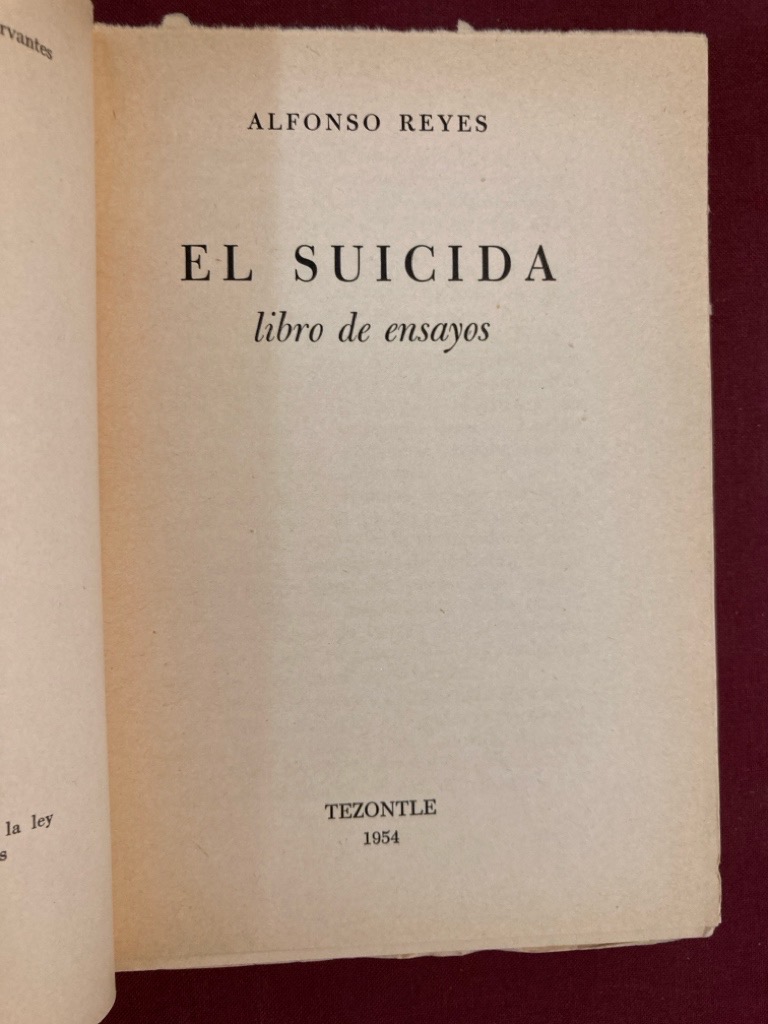 rvantes
la ley
s
ALFONSO REYES
EL SUICIDA
libro de ensayos
TEZONTLE
1954